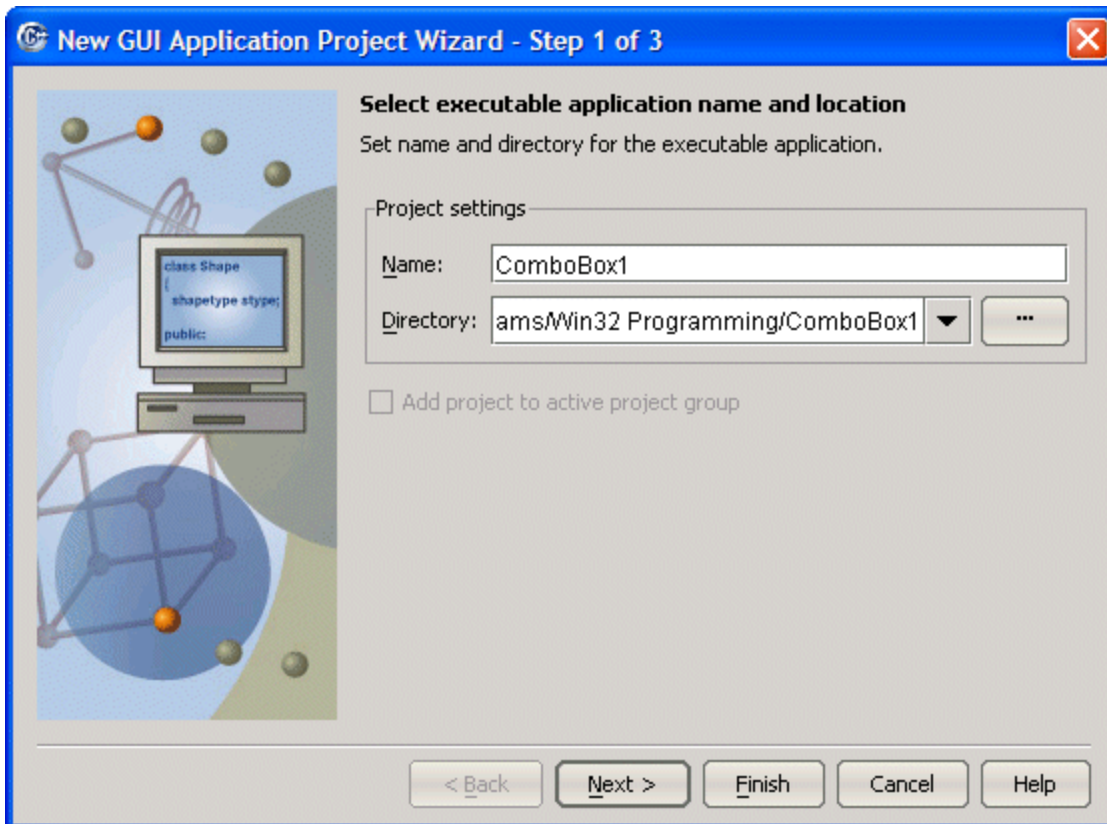 New GUI Application Project Wizard - Step 1 of 3
Select executable application name and location
Set name and directory for the executable application.
Project settings
Name: ComboBox1
Directory: ams/Win32 Programming/ComboBox1 ...
Add project to active project group
class Shape
{
shapetype stype;
public:
< Back Next > Finish Cancel Help